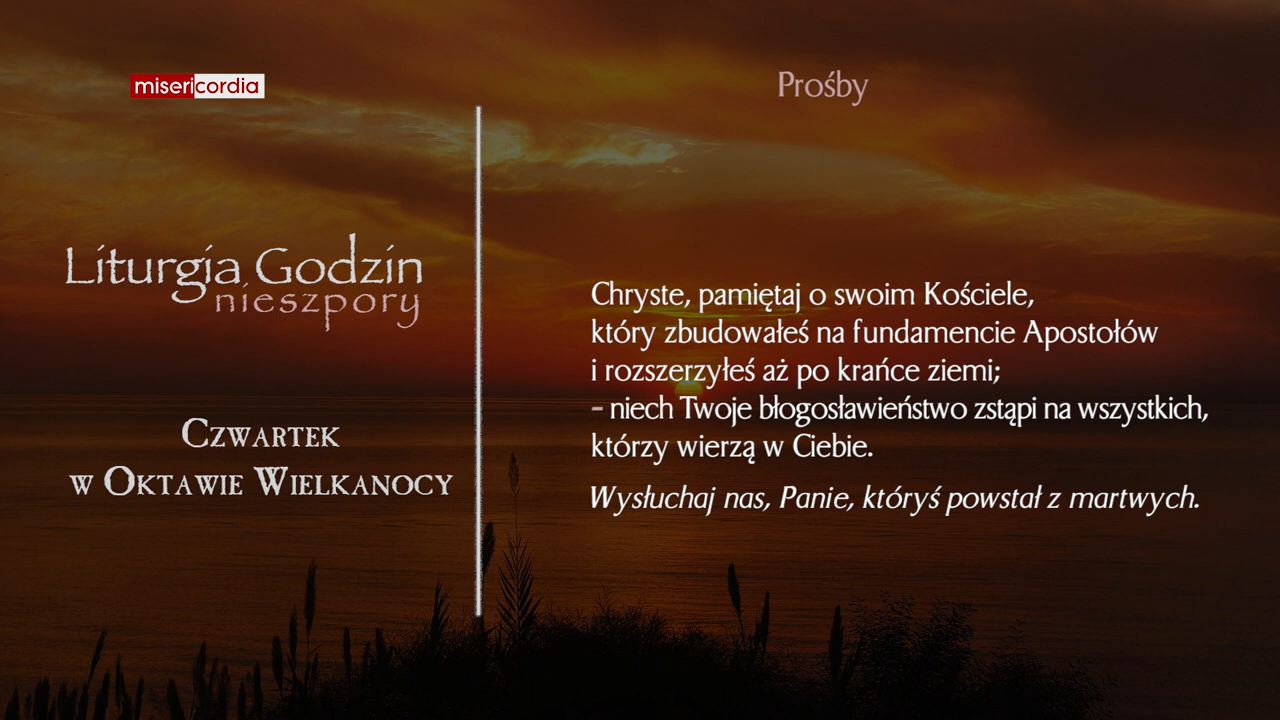 misericordia
Prośby
Liturgia Godzin
nieszpory
Czwartek
w Oktawie Wielkanocy
Chryste, pamiętaj o swoim Kościele,
który zbudowałeś na fundamencie Apostołów
i rozszerzyłeś aż po krańce ziemi;
- niech Twoje błogosławieństwo zstąpi na wszystkich,
którzy wierzą w Ciebie.
Wysłuchaj nas, Panie, któryś powstał z martwych.